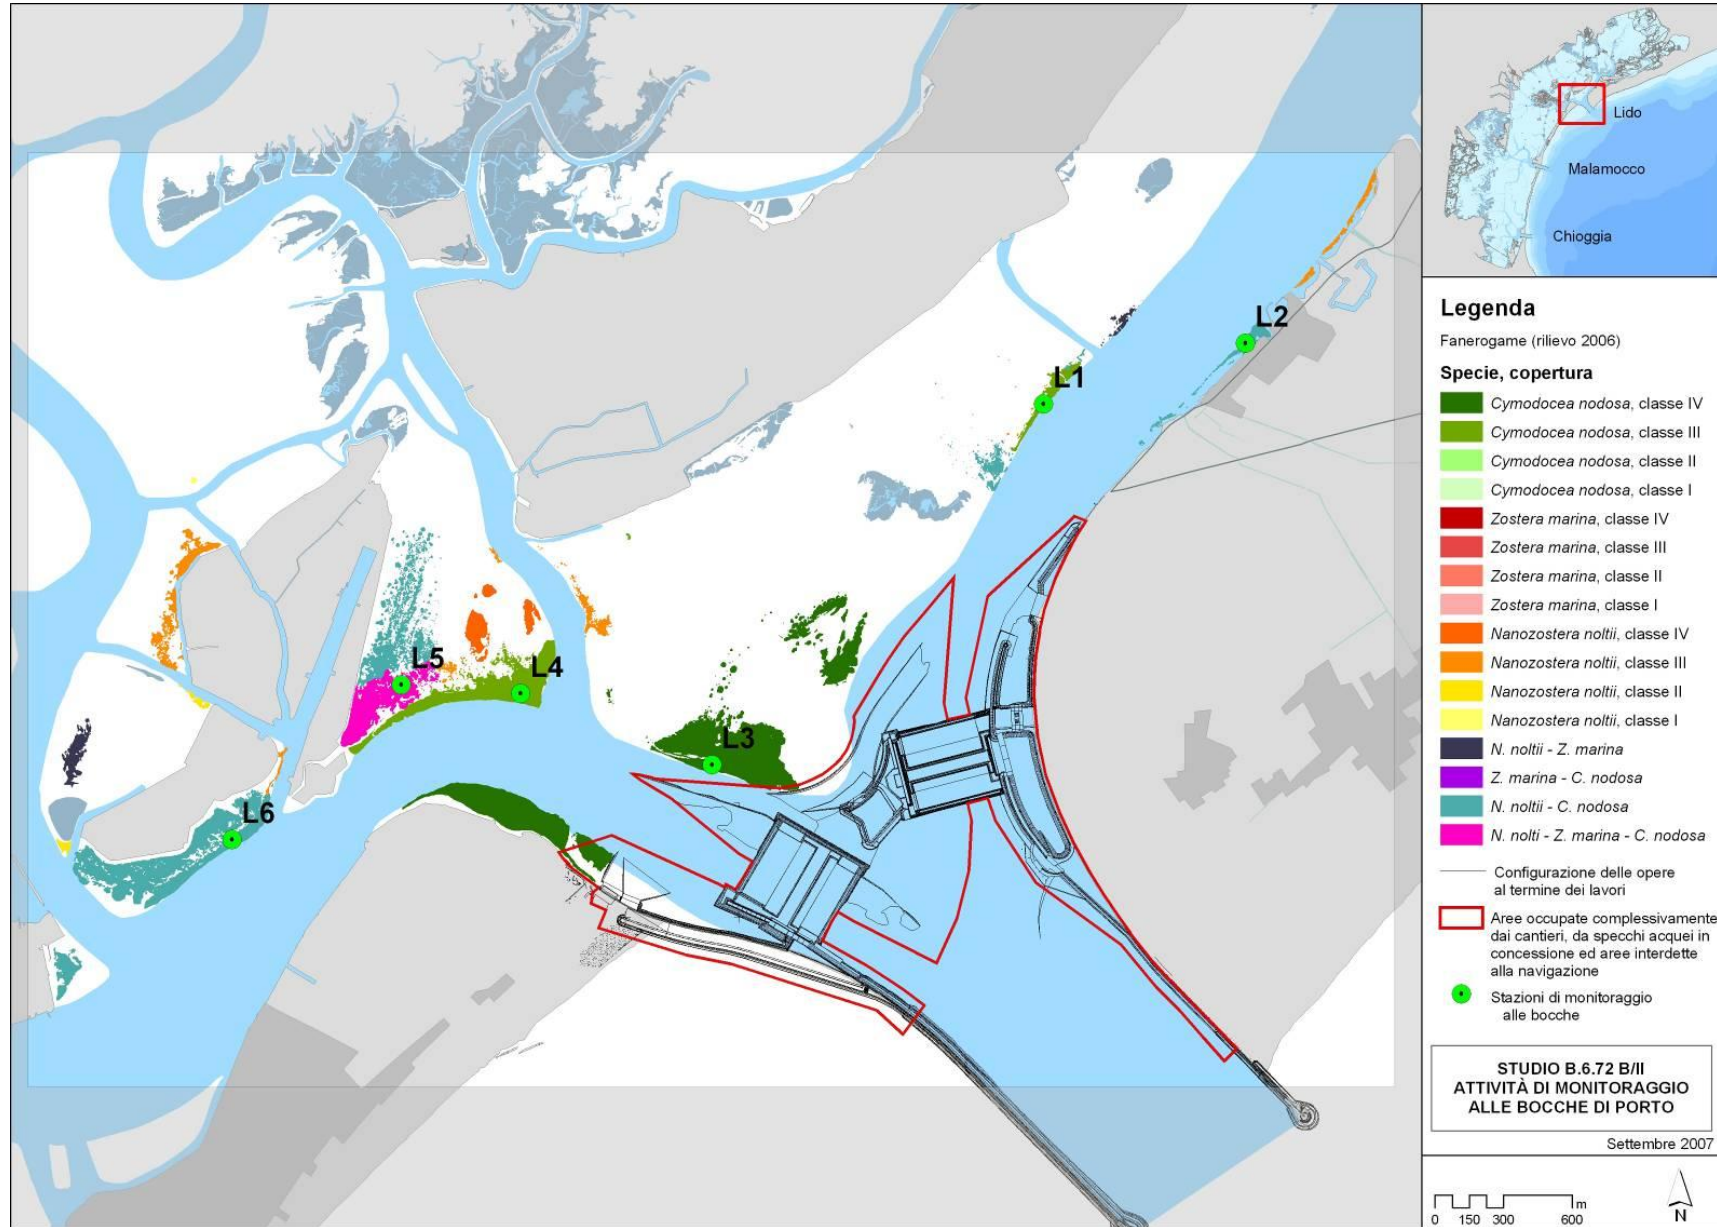 L1
L2
L3
L4
L5
L6
Lido
Malamocco
Chioggia
Legenda
Fanerogame (rilievo 2006)
Specie, copertura
Cymodocea nodosa, classe IV
Cymodocea nodosa, classe III
Cymodocea nodosa, classe II
Cymodocea nodosa, classe I
Zostera marina, classe IV
Zostera marina, classe III
Zostera marina, classe II
Zostera marina, classe I
Nanozostera noltii, classe IV
Nanozostera noltii, classe III
Nanozostera noltii, classe II
Nanozostera noltii, classe I
N. noltii - Z. marina
Z. marina - C. nodosa
N. noltii - C. nodosa
N. nolti - Z. marina - C. nodosa
Configurazione delle opere
al termine dei lavori
Aree occupate complessivamente
dai cantieri, da specchi acquei in
concessione ed aree interdette
alla navigazione
Stazioni di monitoraggio
alle bocche
STUDIO B.6.72 B/II
ATTIVITÀ DI MONITORAGGIO
ALLE BOCCHE DI PORTO
Settembre 2007
m
0 150 300 600
N